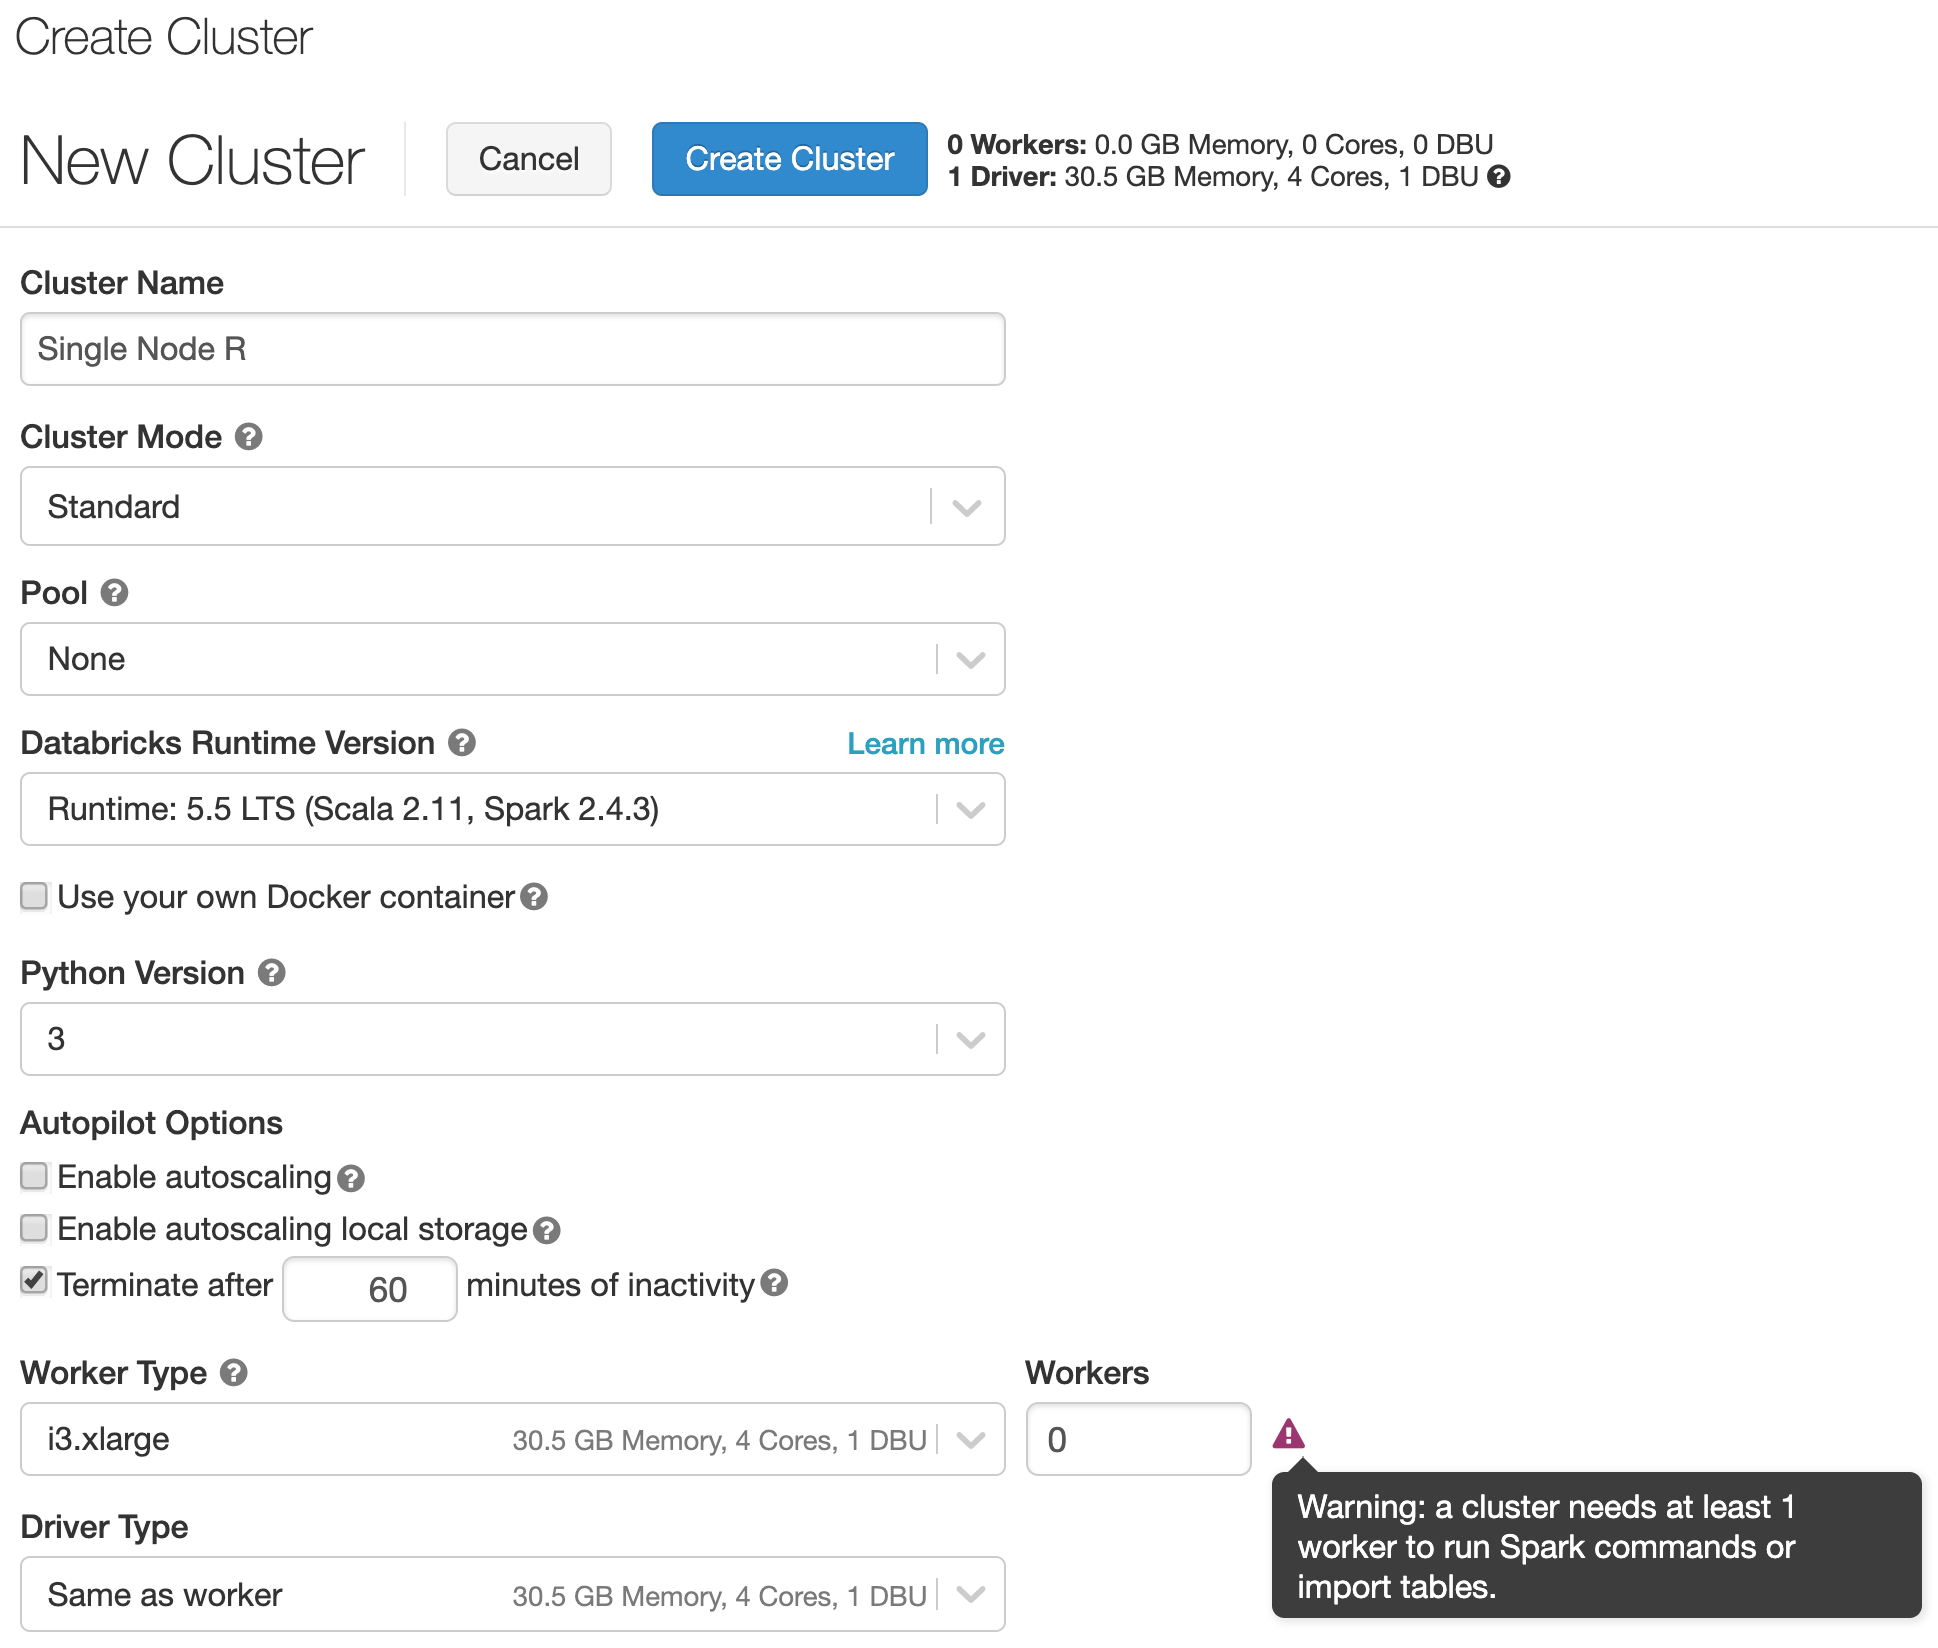 Create Cluster
New Cluster
Cancel
Create Cluster
0 Workers: 0.0 GB Memory, 0 Cores, 0 DBU
1 Driver: 30.5 GB Memory, 4 Cores, 1 DBU ?
Cluster Name
Single Node R
Cluster Mode ?
Standard
Pool ?
None
Databricks Runtime Version ?
Learn more
Runtime: 5.5 LTS (Scala 2.11, Spark 2.4.3)
Use your own Docker container ?
Python Version ?
3
Autopilot Options
Enable autoscaling ?
Enable autoscaling local storage ?
Terminate after 60 minutes of inactivity ?
Worker Type ?
Workers
i3.xlarge 30.5 GB Memory, 4 Cores, 1 DBU
0
Warning: a cluster needs at least 1
worker to run Spark commands or
import tables.
Driver Type
Same as worker 30.5 GB Memory, 4 Cores, 1 DBU